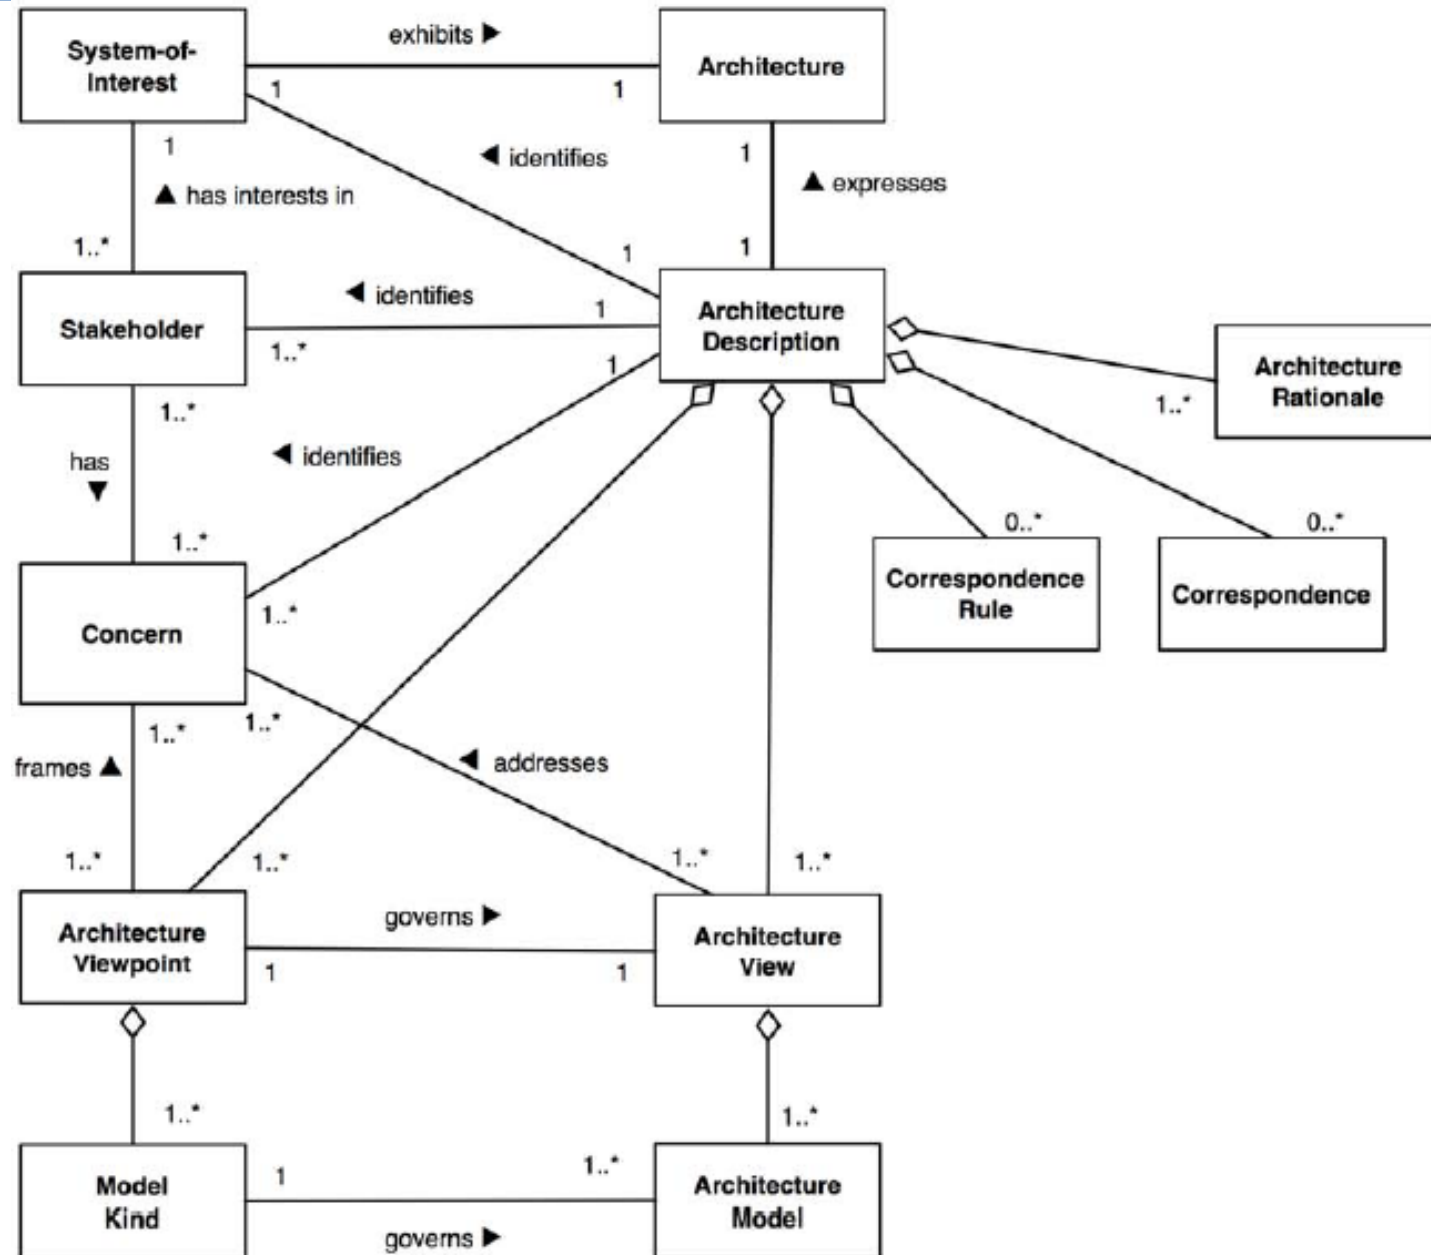 exhibits ▶
System-of-
Interest
Architecture
1
1
1
◀ identifies
1
▲ expresses
▲ has interests in
1..*
1
1
◀ identifies
1
Stakeholder
1..*
Architecture
Description
1
Architecture
Rationale
1..*
1..*
has
▼
◀ identifies
1..*
1..*
Concern
0..*
0..*
Correspondence
Rule
Correspondence
1..*
1..*
frames ▲
◀ addresses
1..*
1..*
1..*
1..*
Architecture
Viewpoint
governs ▶
1
1
Architecture
View
1..*
1..*
Model
Kind
1
1..*
governs ▶
Architecture
Model